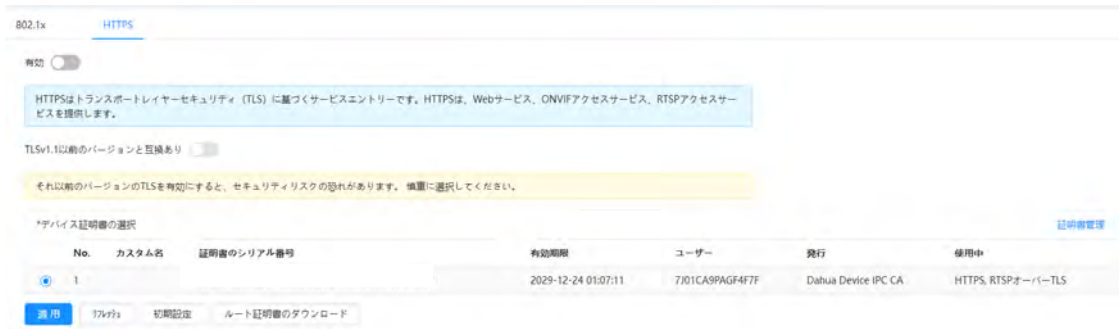 802.1x HTTPS
有効
HTTPSはトランスポートレイヤーセキュリティ（TLS）に基づくサービスエントリーです。HTTPSは、Webサービス、ONVIFアクセスサービス、RTSPアクセスサー
ビスを提供します。
TLSv1.1以前のバージョンと互換あり
それ以前のバージョンのTLSを有効にすると、セキュリティリスクの恐れがあります。 慎重に選択してください。
*デバイス証明書の選択 証明書管理
No. カスタム名 証明書のシリアル番号 有効期限 ユーザー 発行 使用中
1 2029-12-24 01:07:11 7J01CA9PAGF4F7F Dahua Device IPC CA HTTPS, RTSPオーバーTLS
適用 リフレッシュ 初期設定 ルート証明書のダウンロード